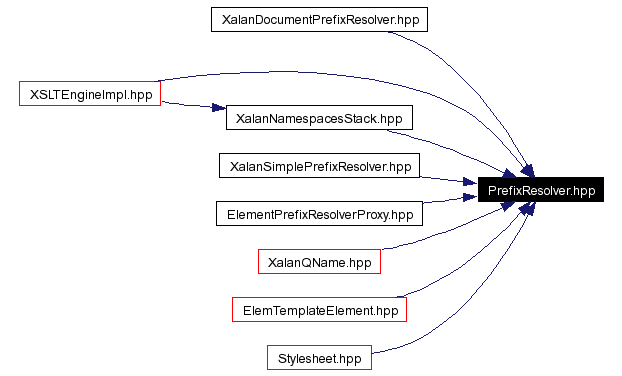 XalanDocumentPrefixResolver.hpp
XSLTEngineImpl.hpp
XalanNamespacesStack.hpp
XalanSimplePrefixResolver.hpp
PrefixResolver.hpp
ElementPrefixResolverProxy.hpp
XalanQName.hpp
ElemTemplateElement.hpp
Stylesheet.hpp